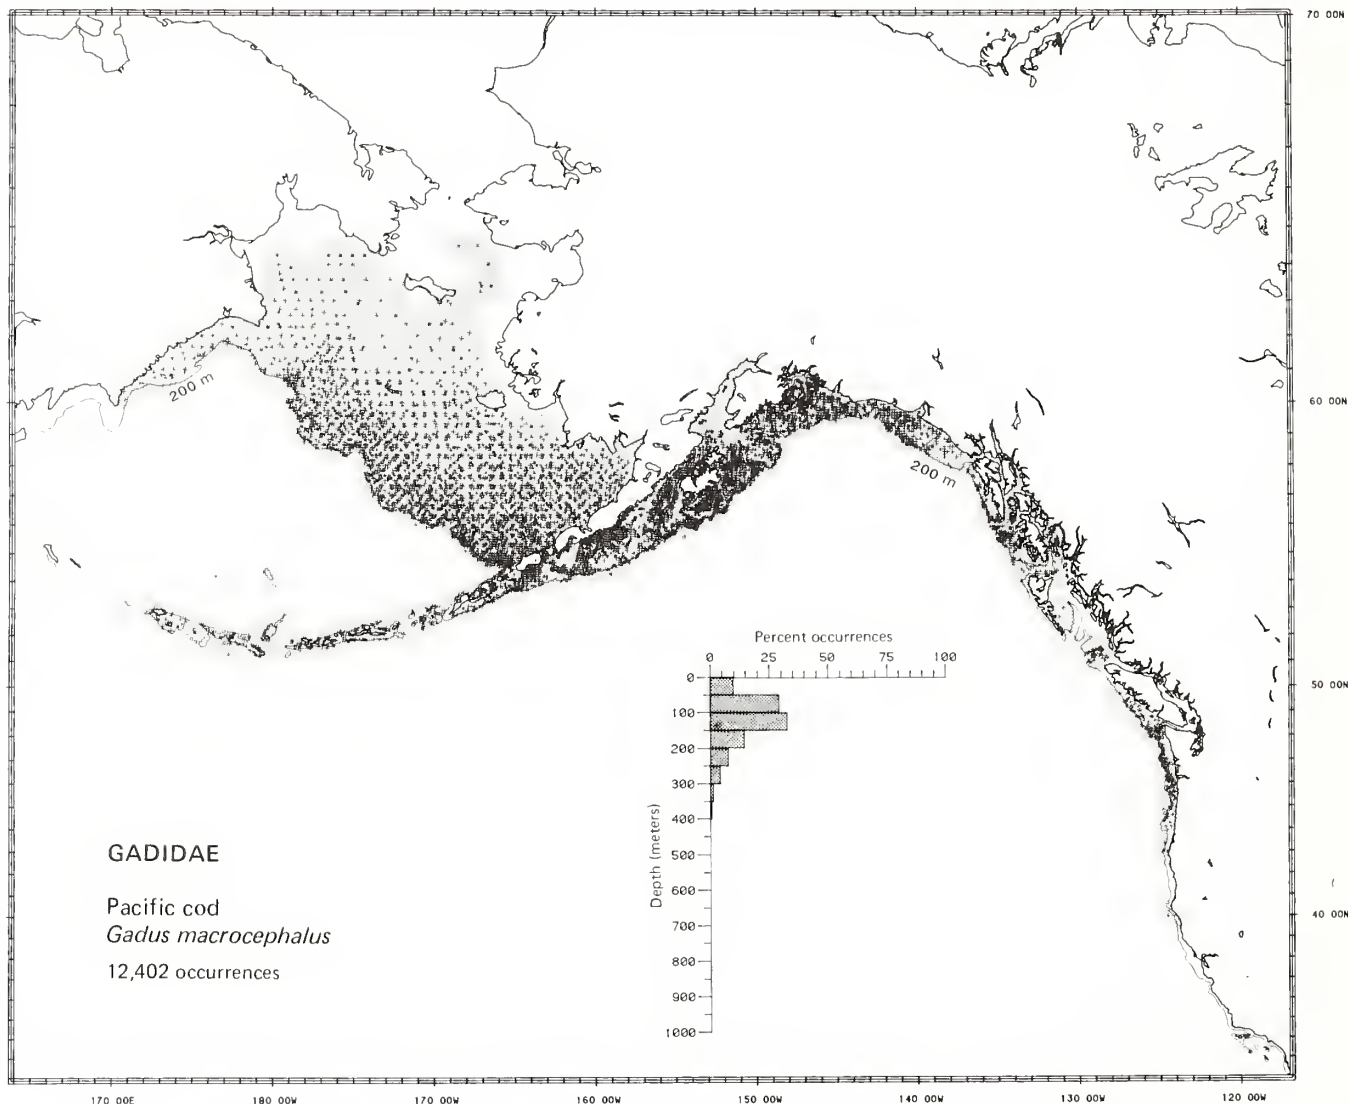 70 00N
200 m
60 00N
200 m
Percent occurrences
0 25 50 75 100
50 00N
0
100
200
300
400
500
600
700
800
900
1000
Depth (meters)
40 00N
GADIDAE
Pacific cod
Gadus macrocephalus
12,402 occurrences
170 00E 180 00W 170 00W 160 00W 150 00W 140 00W 130 00W 120 00W